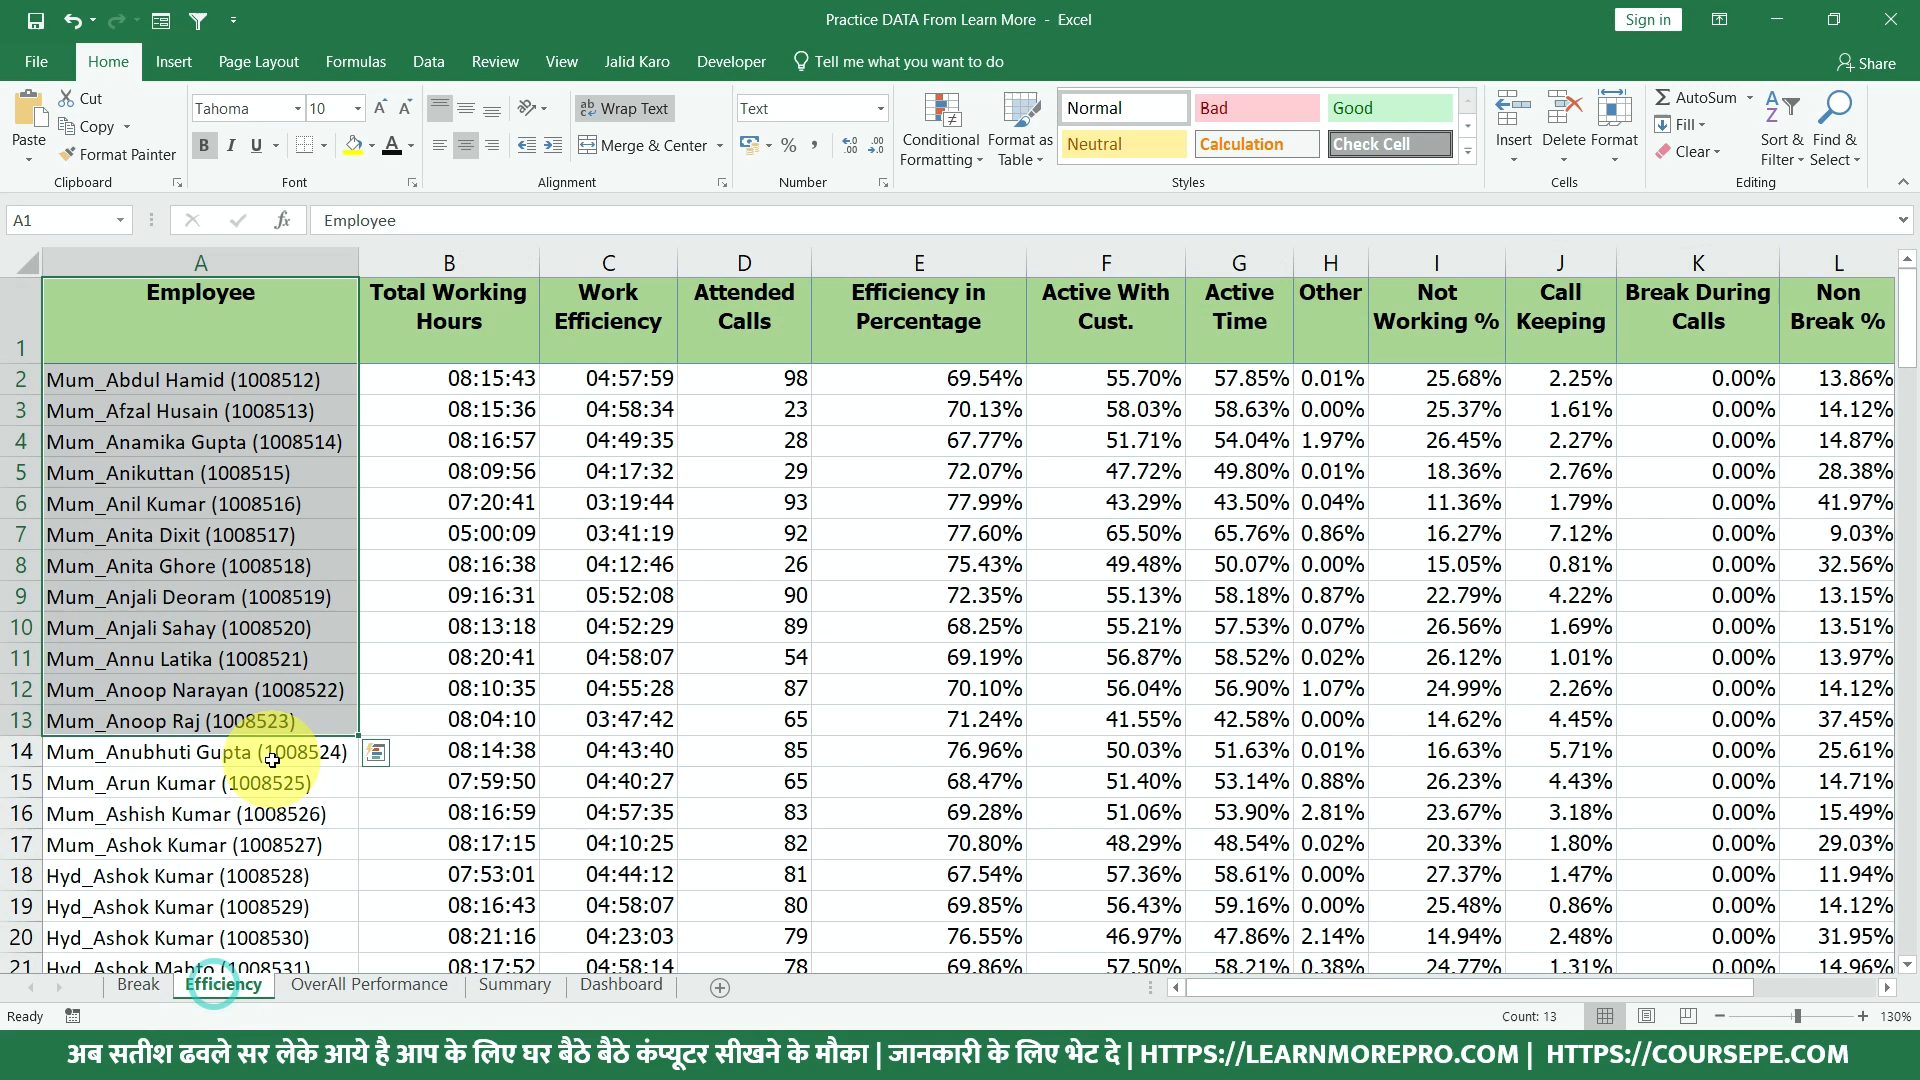 Practice DATA From Learn More - Excel
Sign in
File Home Insert Page Layout Formulas Data Review View Jalid Karo Developer Tell me what you want to do Share
Paste Cut Copy Format Painter Clipboard
Tahoma 10 B I U Font
Wrap Text Merge & Center Alignment
Text % Number
Conditional Formatting Format as Table
Normal Bad Good
Neutral Calculation Check Cell
Styles
Insert Delete Format Cells
AutoSum Fill Clear Sort & Filter Find & Select Editing
A1 fx Employee
A B C D E F G H I J K L
1 Employee Total Working Hours Work Efficiency Attended Calls Efficiency in Percentage Active With Cust. Active Time Other Not Working % Call Keeping Break During Calls Non Break %
2 Mum_Abdul Hamid (1008512) 08:15:43 04:57:59 98 69.54% 55.70% 57.85% 0.01% 25.68% 2.25% 0.00% 13.86%
3 Mum_Afzal Husain (1008513) 08:15:36 04:58:34 23 70.13% 58.03% 58.63% 0.00% 25.37% 1.61% 0.00% 14.12%
4 Mum_Anamika Gupta (1008514) 08:16:57 04:49:35 28 67.77% 51.71% 54.04% 1.97% 26.45% 2.27% 0.00% 14.87%
5 Mum_Anikuttan (1008515) 08:09:56 04:17:32 29 72.07% 47.72% 49.80% 0.01% 18.36% 2.76% 0.00% 28.38%
6 Mum_Anil Kumar (1008516) 07:20:41 03:19:44 93 77.99% 43.29% 43.50% 0.04% 11.36% 1.79% 0.00% 41.97%
7 Mum_Anita Dixit (1008517) 05:00:09 03:41:19 92 77.60% 65.50% 65.76% 0.86% 16.27% 7.12% 0.00% 9.03%
8 Mum_Anita Ghore (1008518) 08:16:38 04:12:46 26 75.43% 49.48% 50.07% 0.00% 15.05% 0.81% 0.00% 32.56%
9 Mum_Anjali Deoram (1008519) 09:16:31 05:52:08 90 72.35% 55.13% 58.18% 0.87% 22.79% 4.22% 0.00% 13.15%
10 Mum_Anjali Sahay (1008520) 08:13:18 04:52:29 89 68.25% 55.21% 57.53% 0.07% 26.56% 1.69% 0.00% 13.51%
11 Mum_Annu Latika (1008521) 08:20:41 04:58:07 54 69.19% 56.87% 58.52% 0.02% 26.12% 1.01% 0.00% 13.97%
12 Mum_Anoop Narayan (1008522) 08:10:35 04:55:28 87 70.10% 56.04% 56.90% 1.07% 24.99% 2.26% 0.00% 14.12%
13 Mum_Anoop Raj (1008523) 08:04:10 03:47:42 65 71.24% 41.55% 42.58% 0.00% 14.62% 4.45% 0.00% 37.45%
14 Mum_Anubhuti Gupta (1008524) 08:14:38 04:43:40 85 76.96% 50.03% 51.63% 0.01% 16.63% 5.71% 0.00% 25.61%
15 Mum_Arun Kumar (1008525) 07:59:50 04:40:27 65 68.47% 51.40% 53.14% 0.88% 26.23% 4.43% 0.00% 14.71%
16 Mum_Ashish Kumar (1008526) 08:16:59 04:57:35 83 69.28% 51.06% 53.90% 2.81% 23.67% 3.18% 0.00% 15.49%
17 Mum_Ashok Kumar (1008527) 08:17:15 04:10:25 82 70.80% 48.29% 48.54% 0.02% 20.33% 1.80% 0.00% 29.03%
18 Hyd_Ashok Kumar (1008528) 07:53:01 04:44:12 81 67.54% 57.36% 58.61% 0.00% 27.37% 1.47% 0.00% 11.94%
19 Hyd_Ashok Kumar (1008529) 08:16:43 04:58:07 80 69.85% 56.43% 59.16% 0.00% 25.48% 0.86% 0.00% 14.12%
20 Hyd_Ashok Kumar (1008530) 08:21:16 04:23:03 79 76.55% 46.97% 47.86% 2.14% 14.94% 2.48% 0.00% 31.95%
21 Hyd_Ashok Mahto (1008531) 08:17:52 04:58:14 78 69.86% 57.50% 58.21% 0.38% 24.77% 1.31% 0.00% 14.96%
Break Efficiency OverAll Performance Summary Dashboard
Ready Count: 13 130%
अब सतीश ढवले सर लेके आये है आप के लिए घर बैठे बैठे कंप्यूटर सीखने के मौका | जानकारी के लिए भेट दे | HTTPS://LEARNMOREPRO.COM | HTTPS://COURSEPE.COM